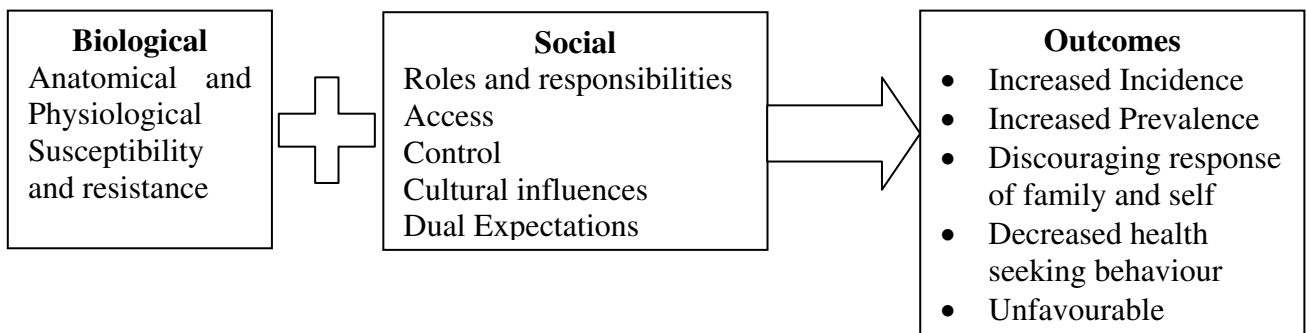 Biological
Anatomical and
Physiological
Susceptibility
and resistance
Social
Roles and responsibilities
Access
Control
Cultural influences
Dual Expectations
Outcomes
• Increased Incidence
• Increased Prevalence
• Discouraging response
of family and self
• Decreased health
seeking behaviour
• Unfavourable